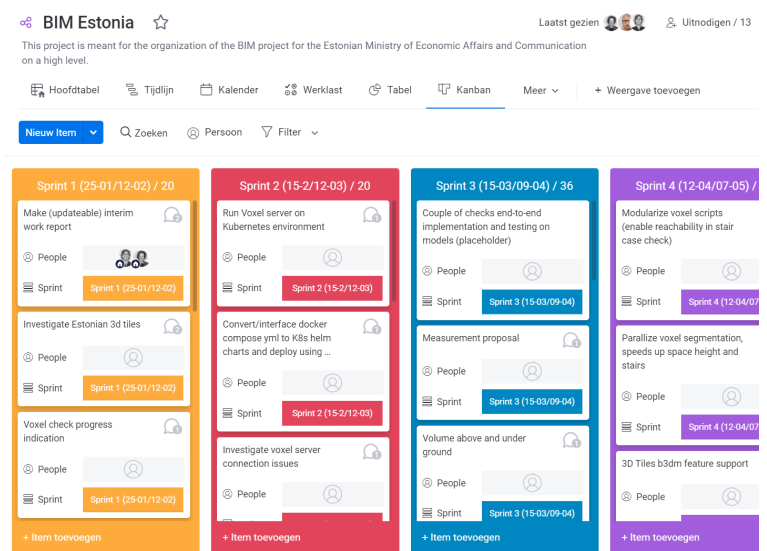 BIM Estonia
Laatst gezien
Uitnodigen / 13
This project is meant for the organization of the BIM project for the Estonian Ministry of Economic Affairs and Communication
on a high level.
Hoofdtabel
Tijdlijn
Kalender
Werklast
Tabel
Kanban
Meer
+ Weergave toevoegen
Nieuw Item
Zoeken
Persoon
Filter
Sprint 1 (25-01/12-02) / 20
Make (updateable) interim
work report
2
People
Sprint
Sprint 1 (25-01/12-02)
Investigate Estonian 3d tiles
People
Sprint
Sprint 1 (25-01/12-02)
Voxel check progress
indication
1
People
Sprint
Sprint 1 (25-01/12-02)
+ Item toevoegen
Sprint 2 (15-2/12-03) / 20
Run Voxel server on
Kubernetes environment
1
People
Sprint
Sprint 2 (15-2/12-03)
Convert/interface docker
compose yml to K8s helm
charts and deploy using ...
1
People
Sprint
Sprint 2 (15-2/12-03)
Investigate voxel server
connection issues
People
+ Item toevoegen
Sprint 3 (15-03/09-04) / 36
Couple of checks end-to-end
implementation and testing on
models (placeholder)
People
Sprint
Sprint 3 (15-03/09-04)
Measurement proposal
1
People
Sprint
Sprint 3 (15-03/09-04)
Volume above and under
ground
1
People
Sprint
Sprint 3 (15-03/09-04)
+ Item toevoegen
Sprint 4 (12-04/07-05) /
Modularize voxel scripts
(enable reachability in stair
case check)
People
Sprint
Sprint 4 (12-04/07
Parallize voxel segmentation,
speeds up space height and
stairs
People
Sprint
Sprint 4 (12-04/07
3D Tiles b3dm feature support
People
+ Item toevoegen